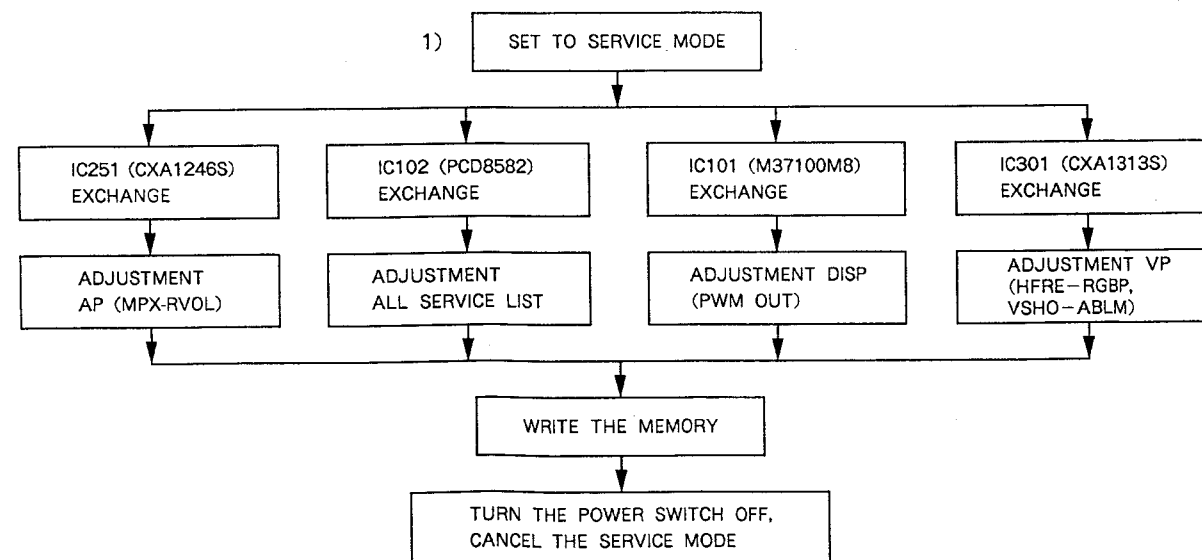 1)
SET TO SERVICE MODE
IC251 (CXA1246S)
EXCHANGE
IC102 (PCD8582)
EXCHANGE
IC101 (M37100M8)
EXCHANGE
IC301 (CXA1313S)
EXCHANGE
ADJUSTMENT
AP (MPX-RVOL)
ADJUSTMENT
ALL SERVICE LIST
ADJUSTMENT DISP
(PWM OUT)
ADJUSTMENT VP
(HFRE-RGBP,
VSHO-ABLM)
WRITE THE MEMORY
TURN THE POWER SWITCH OFF,
CANCEL THE SERVICE MODE